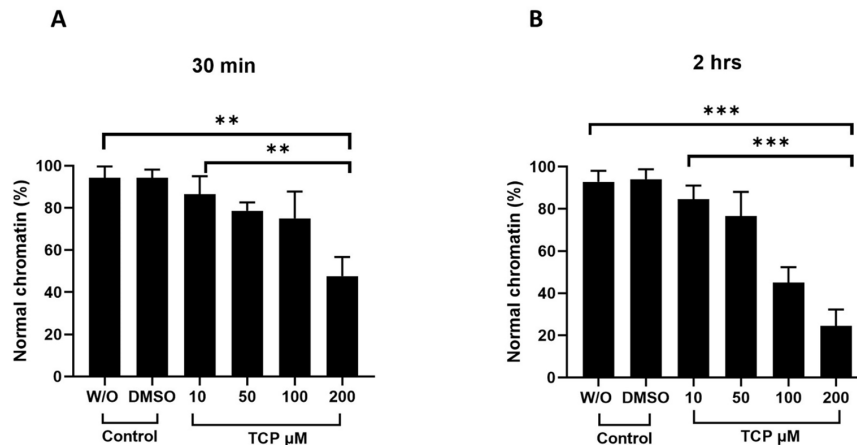 A
30 min
**
**
Normal chromatin (%)
100
80
60
40
20
0
W/O DMSO 10 50 100 200
Control TCP µM
B
2 hrs
***
***
Normal chromatin (%)
100
80
60
40
20
0
W/O DMSO 10 50 100 200
Control TCP µM